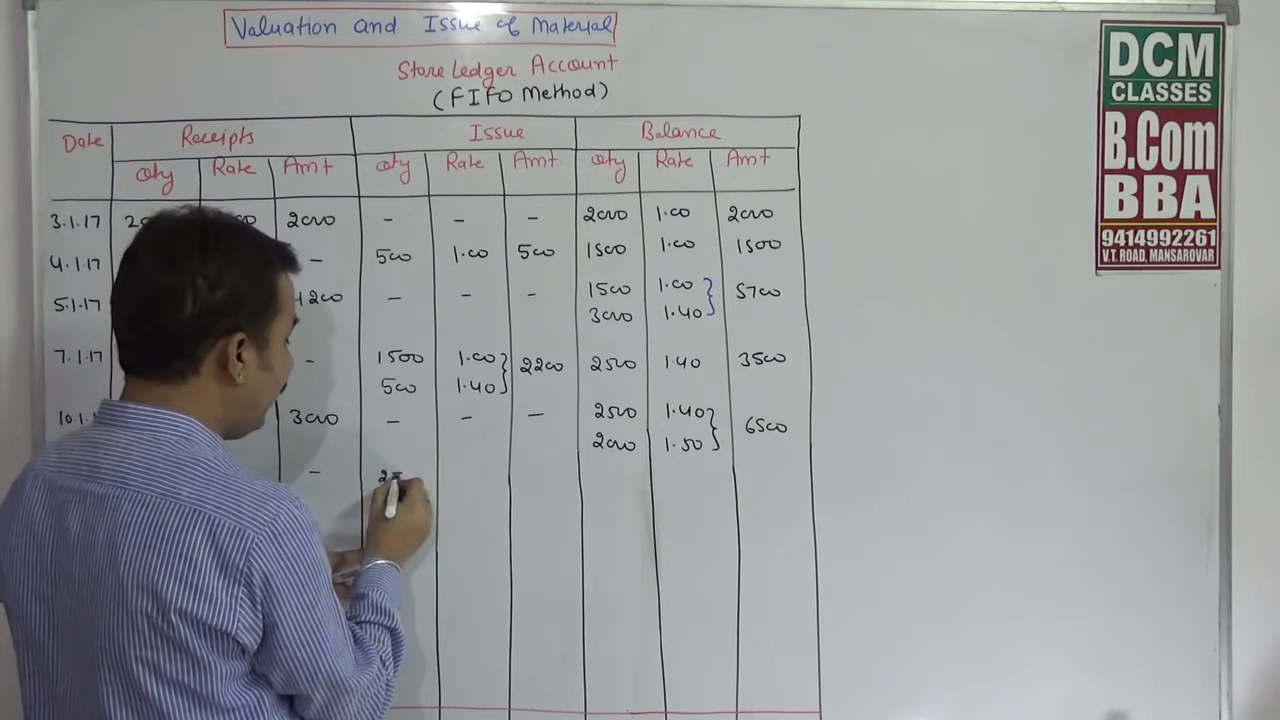 Valuation and Issue of Material
Store Ledger Account
(FIFO Method)
Date Receipts Issue Balance
Qty Rate Amt Qty Rate Amt. Qty Rate Amt
3.1.17 2000 - - - 2000 1.00 2000
4.1.17 - 500 1.00 500 1500 1.00 1500
5.1.17 4200 - - - 1500 1.00 5700
3000 1.40
7.1.17 - 1500 1.00 2200 2500 1.40 3500
500 1.40
10.1. 3000 - - - 2500 1.40 6500
2000 1.50
-
DCM
CLASSES
B.Com
BBA
9414992261
V.T. ROAD, MANSAROVAR